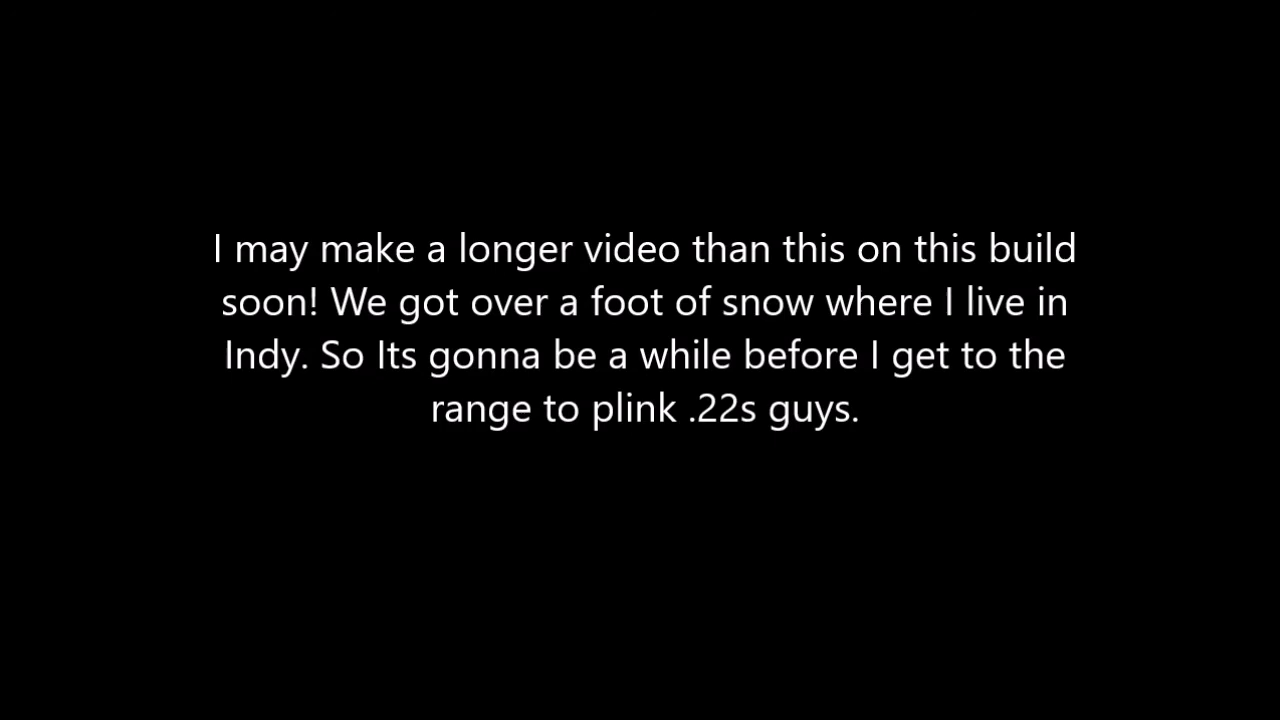 I may make a longer video than this on this build
soon! We got over a foot of snow where I live in
Indy. So Its gonna be a while before I get to the
range to plink .22s guys.